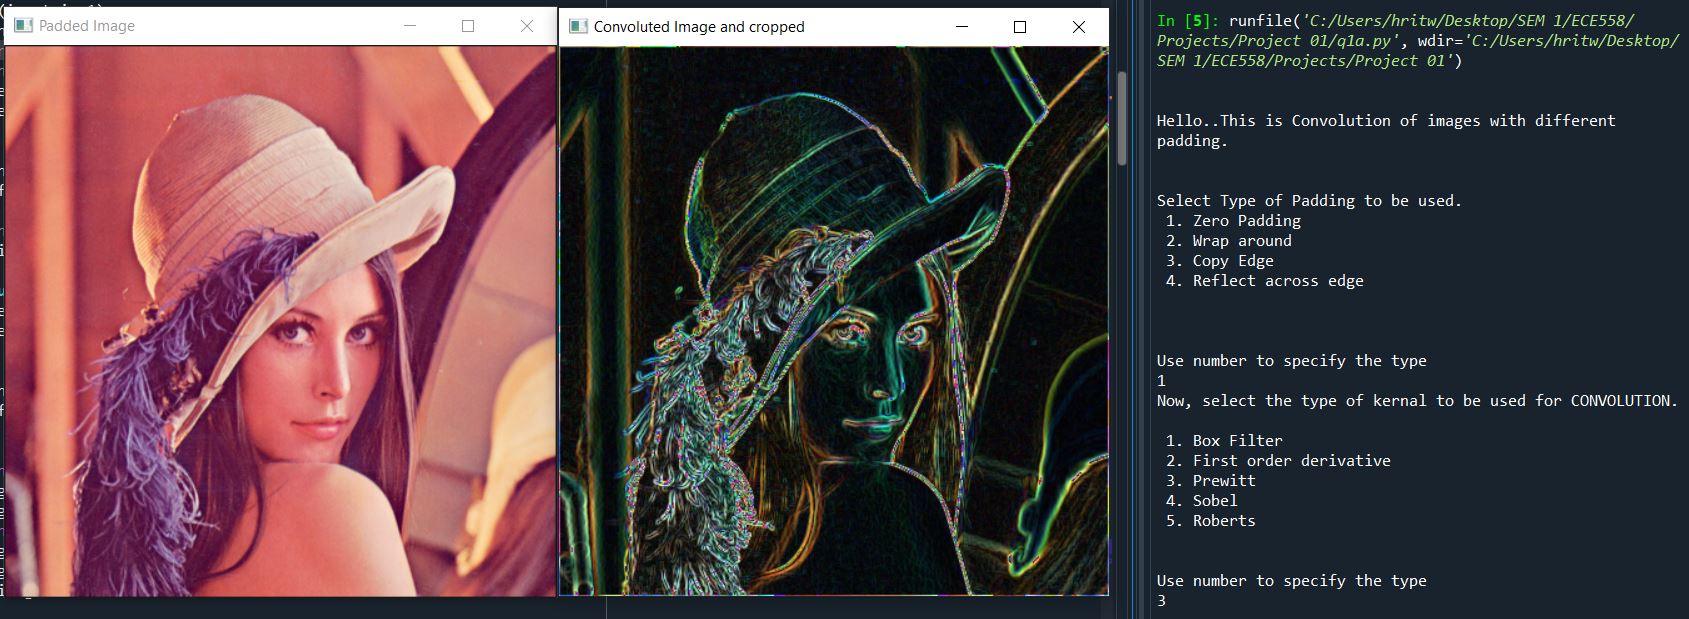 Padded Image
Convoluted Image and cropped
In [5]: runfile('C:/Users/hritw/Desktop/SEM 1/ECE558/
Projects/Project 01/q1a.py', wdir='C:/Users/hritw/Desktop/
SEM 1/ECE558/Projects/Project 01')
Hello..This is Convolution of images with different
padding.
Select Type of Padding to be used.
1. Zero Padding
2. Wrap around
3. Copy Edge
4. Reflect across edge
Use number to specify the type
1
Now, select the type of kernal to be used for CONVOLUTION.
1. Box Filter
2. First order derivative
3. Prewitt
4. Sobel
5. Roberts
Use number to specify the type
3